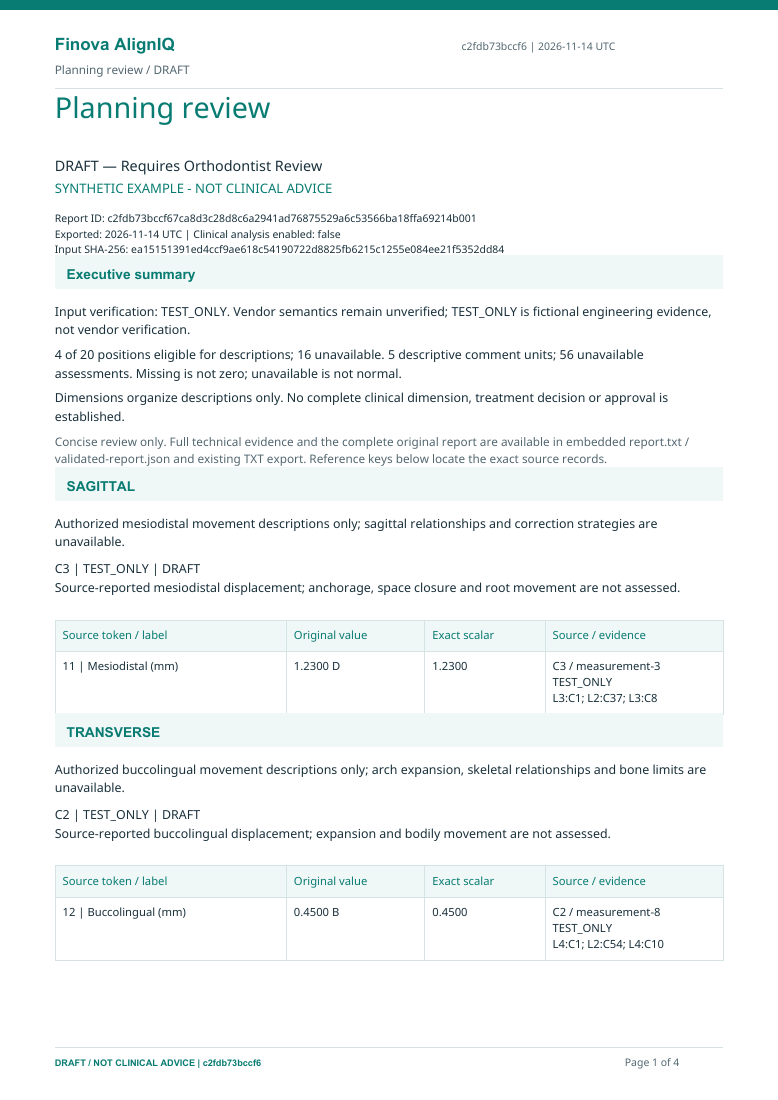 Finova AlignIQ
c2fdb73bccf6 | 2026-11-14 UTC
Planning review / DRAFT
Planning review
DRAFT — Requires Orthodontist Review
SYNTHETIC EXAMPLE - NOT CLINICAL ADVICE
Report ID: c2fdb73bccf67ca8d3c28d8c6a2941ad76875529a6c53566ba18ffa69214b001
Exported: 2026-11-14 UTC | Clinical analysis enabled: false
Input SHA-256: ea15151391ed4ccf9ae618c54190722d8825fb6215c1255e084ee21f5352dd84
Executive summary
Input verification: TEST_ONLY. Vendor semantics remain unverified; TEST_ONLY is fictional engineering evidence,
not vendor verification.
4 of 20 positions eligible for descriptions; 16 unavailable. 5 descriptive comment units; 56 unavailable
assessments. Missing is not zero; unavailable is not normal.
Dimensions organize descriptions only. No complete clinical dimension, treatment decision or approval is
established.
Concise review only. Full technical evidence and the complete original report are available in embedded report.txt /
validated-report.json and existing TXT export. Reference keys below locate the exact source records.
SAGITTAL
Authorized mesiodistal movement descriptions only; sagittal relationships and correction strategies are
unavailable.
C3 | TEST_ONLY | DRAFT
Source-reported mesiodistal displacement; anchorage, space closure and root movement are not assessed.
Source token / label Original value Exact scalar Source / evidence
11 | Mesiodistal (mm) 1.2300 D 1.2300 C3 / measurement-3
TEST_ONLY
L3:C1; L2:C37; L3:C8
TRANSVERSE
Authorized buccolingual movement descriptions only; arch expansion, skeletal relationships and bone limits are
unavailable.
C2 | TEST_ONLY | DRAFT
Source-reported buccolingual displacement; expansion and bodily movement are not assessed.
Source token / label Original value Exact scalar Source / evidence
12 | Buccolingual (mm) 0.4500 B 0.4500 C2 / measurement-8
TEST_ONLY
L4:C1; L2:C54; L4:C10
DRAFT / NOT CLINICAL ADVICE | c2fdb73bccf6
Page 1 of 4